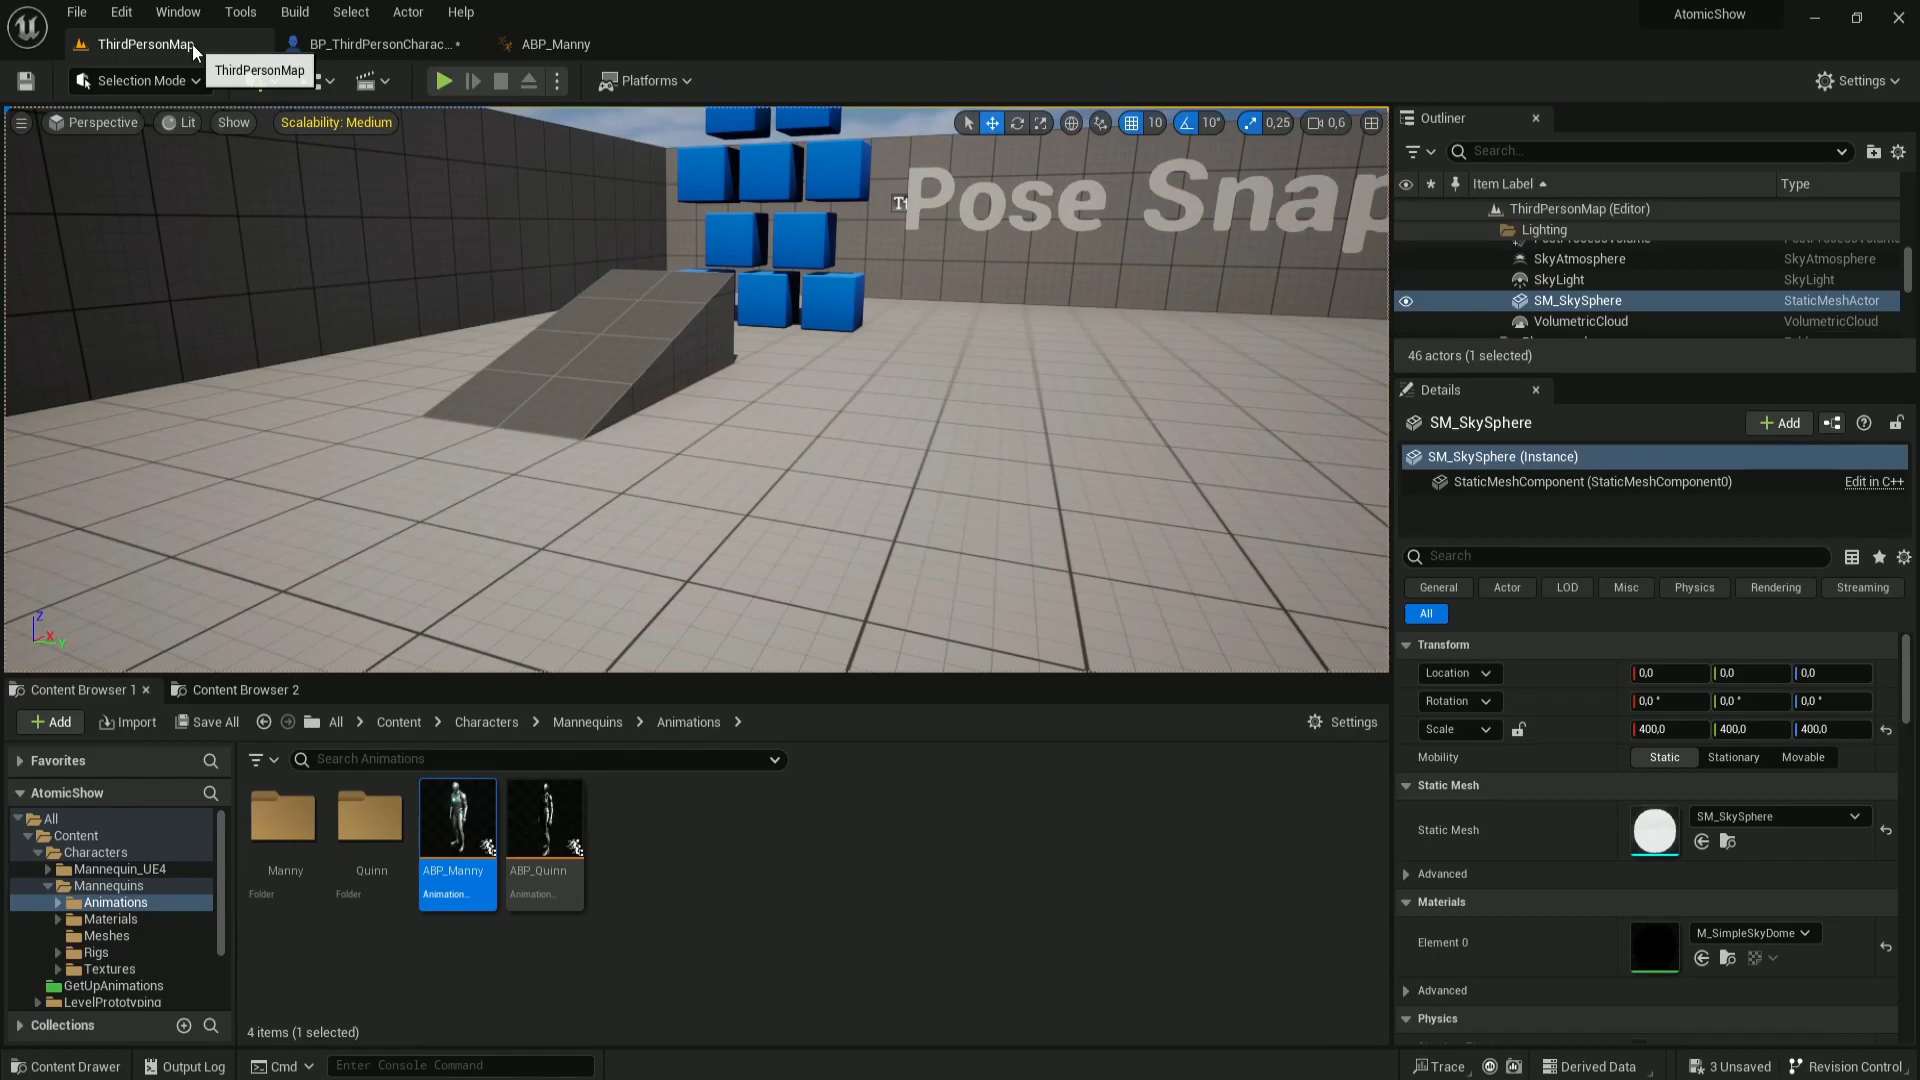 File Edit Window Tools Build Select Actor Help
AtomicShow
ThirdPersonMap
BP_ThirdPersonCharac... *
ABP_Manny
ThirdPersonMap
Selection Mode
Platforms
Settings
Perspective
Lit
Show
Scalability: Medium
10
10°
0,25
0,6
Pose Snap
Outliner
Search...
Item Label
Type
ThirdPersonMap (Editor)
Lighting
SkyAtmosphere SkyAtmosphere
SkyLight SkyLight
SM_SkySphere StaticMeshActor
VolumetricCloud VolumetricCloud
46 actors (1 selected)
Details
SM_SkySphere
Add
SM_SkySphere (Instance)
StaticMeshComponent (StaticMeshComponent0)
Edit in C++
Search
General Actor LOD Misc Physics Rendering Streaming
All
Transform
Location 0,0 0,0 0,0
Rotation 0,0 ° 0,0 ° 0,0 °
Scale 400,0 400,0 400,0
Mobility Static Stationary Movable
Static Mesh
Static Mesh SM_SkySphere
Advanced
Materials
Element 0 M_SimpleSkyDome
Advanced
Physics
Z
X
Y
Content Browser 1
Content Browser 2
Add
Import
Save All
All > Content > Characters > Mannequins > Animations >
Settings
Favorites
Search Animations
AtomicShow
All
Content
Characters
Mannequin_UE4
Mannequins
Animations
Materials
Meshes
Rigs
Textures
GetUpAnimations
LevelPrototyping
Collections
Manny
Folder
Quinn
Folder
ABP_Manny
Animation...
ABP_Quinn
Animation...
4 items (1 selected)
Content Drawer
Output Log
Cmd
Enter Console Command
Trace
Derived Data
3 Unsaved
Revision Control